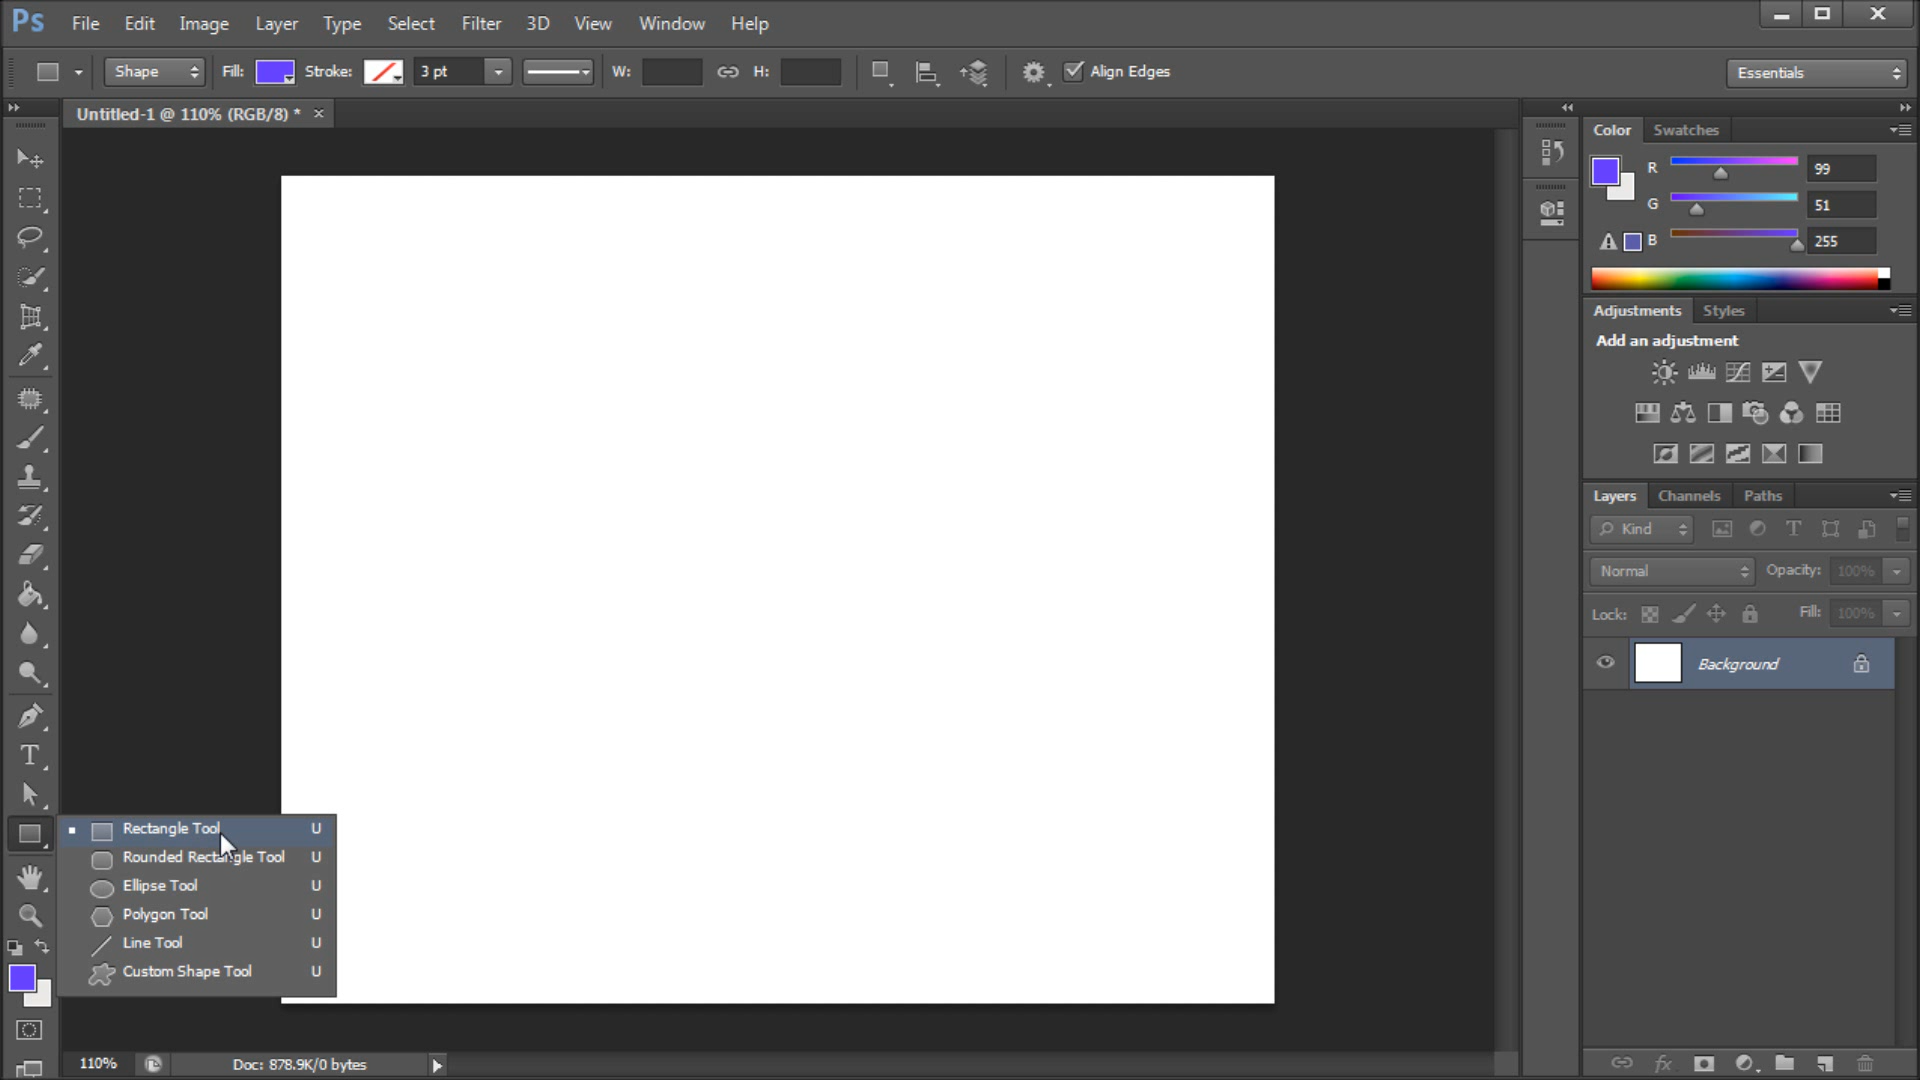 Ps File Edit Image Layer Type Select Filter 3D View Window Help
Shape Fill: Stroke: 3 pt W: H: Align Edges Essentials
Untitled-1 @ 110% (RGB/8) * ×
Color Swatches
R 99
G 51
B 255
Adjustments Styles
Add an adjustment
Layers Channels Paths
Kind
Normal Opacity: 100%
Lock: Fill: 100%
Background
T
Rectangle Tool U
Rounded Rectangle Tool U
Ellipse Tool U
Polygon Tool U
Line Tool U
Custom Shape Tool U
110% Doc: 878.9K/0 bytes
fx